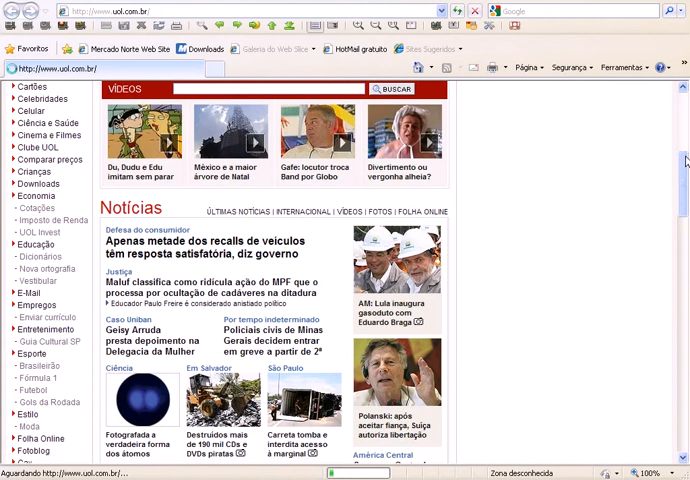 http://www.uol.com.br/
Google
Favoritos
Mercado Norte Web Site
Downloads
Galeria do Web Slice
HotMail gratuito
Sites Sugeridos
http://www.uol.com.br/
Página
Segurança
Ferramentas
Cartões
Celebridades
Celular
Ciência e Saúde
Cinema e Filmes
Clube UOL
Comparar preços
Crianças
Downloads
Economia
- Cotações
- Imposto de Renda
- UOL Invest
Educação
- Dicionários
- Nova ortografia
- Vestibular
E-Mail
Empregos
- Enviar currículo
Entretenimento
- Guia Cultural SP
Esporte
- Brasileirão
- Fórmula 1
- Futebol
- Gols da Rodada
Estilo
- Moda
Folha Online
Fotoblog
VÍDEOS
BUSCAR
Du, Dudu e Edu
imitam sem parar
México e a maior
árvore de Natal
Gafe: locutor troca
Band por Globo
Divertimento ou
vergonha alheia?
Notícias
ÚLTIMAS NOTÍCIAS | INTERNACIONAL | VÍDEOS | FOTOS | FOLHA ONLINE
Defesa do consumidor
Apenas metade dos recalls de veículos
têm resposta satisfatória, diz governo
Justiça
Maluf classifica como ridícula ação do MPF que o
processa por ocultação de cadáveres na ditadura
Educador Paulo Freire é considerado anistiado político
Caso Uniban
Geisy Arruda
presta depoimento na
Delegacia da Mulher
Por tempo indeterminado
Policiais civis de Minas
Gerais decidem entrar
em greve a partir de 2ª
Ciência
Fotografada a
verdadeira forma
dos átomos
Em Salvador
Destruídos mais
de 190 mil CDs e
DVDs piratas
São Paulo
Carreta tomba e
interdita acesso
à marginal
AM: Lula inaugura
gasoduto com
Eduardo Braga
Polanski: após
aceitar fiança, Suíça
autoriza libertação
Aguardando http://www.uol.com.br/...
Zona desconhecida
100%